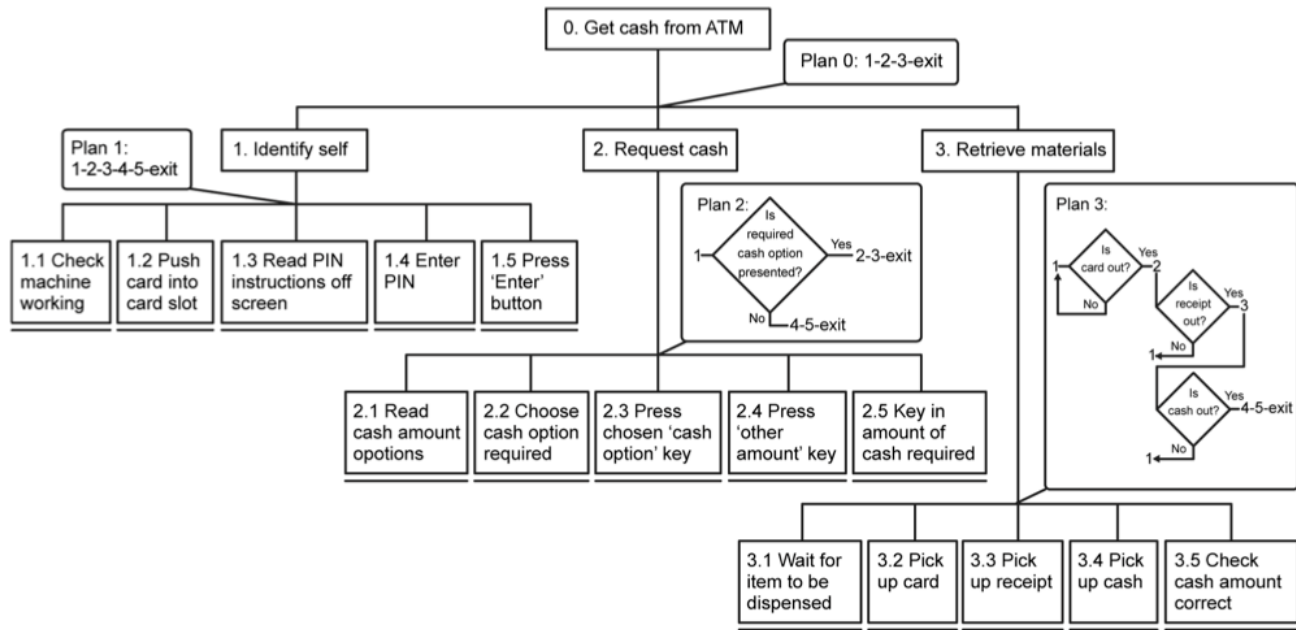 0. Get cash from ATM
Plan 0: 1-2-3-exit
Plan 1:
1-2-3-4-5-exit
1. Identify self
2. Request cash
3. Retrieve materials
1.1 Check
machine
working
1.2 Push
card into
card slot
1.3 Read PIN
instructions off
screen
1.4 Enter
PIN
1.5 Press
‘Enter’
button
Plan 2:
1
Is
required
cash option
presented?
Yes
2-3-exit
No
4-5-exit
Plan 3:
1
Is
card out?
Yes
2
No
Is
receipt
out?
Yes
3
No
1
Is
cash out?
Yes
4-5-exit
No
1
2.1 Read
cash amount
opotions
2.2 Choose
cash option
required
2.3 Press
chosen ‘cash
option’ key
2.4 Press
‘other
amount’ key
2.5 Key in
amount of
cash required
3.1 Wait for
item to be
dispensed
3.2 Pick
up card
3.3 Pick
up receipt
3.4 Pick
up cash
3.5 Check
cash amount
correct